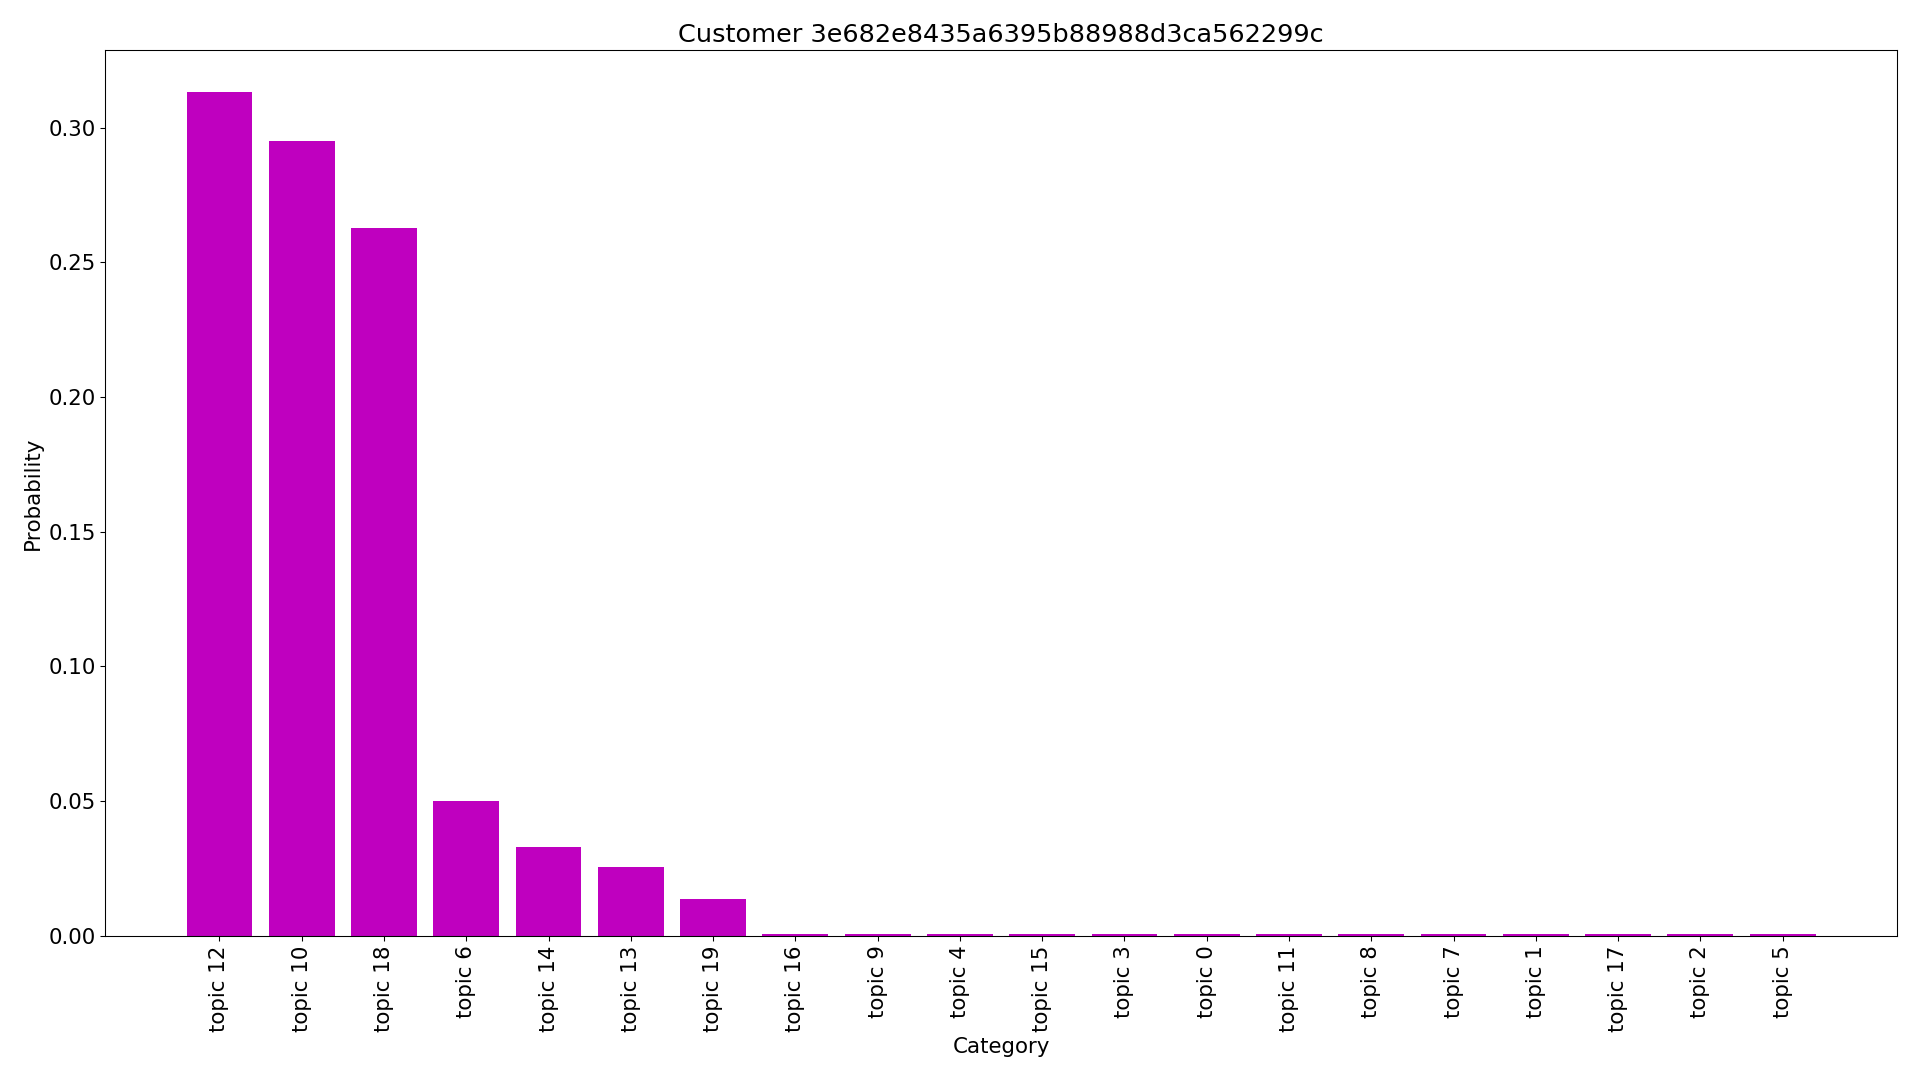 Customer 3e682e8435a6395b88988d3ca562299c
Probability
0.30
0.25
0.20
0.15
0.10
0.05
0.00
topic 12
topic 10
topic 18
topic 6
topic 14
topic 13
topic 19
topic 16
topic 9
topic 4
topic 15
topic 3
topic 0
topic 11
topic 8
topic 7
topic 1
topic 17
topic 2
topic 5
Category